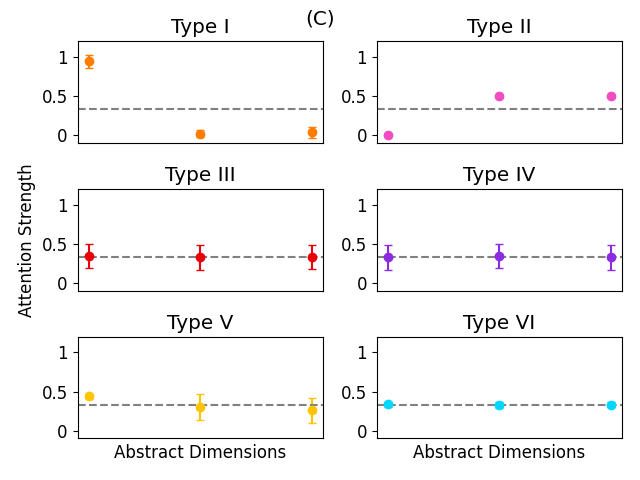 (C)
Type I
Type II
1
0.5
0
1
0.5
0
Type III
Type IV
Attention Strength
1
0.5
0
1
0.5
0
Type V
Type VI
1
0.5
0
1
0.5
0
Abstract Dimensions
Abstract Dimensions